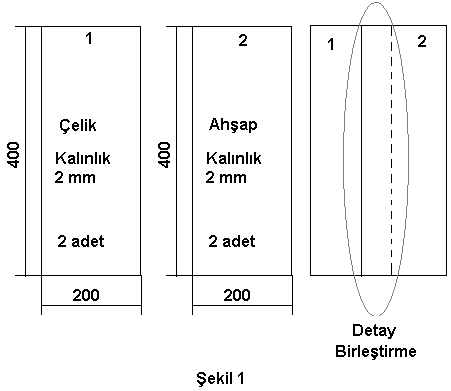 1
Çelik
Kalınlık
2 mm
2 adet
400
200
2
Ahşap
Kalınlık
2 mm
2 adet
400
200
1
2
Detay
Birleştirme
Şekil 1